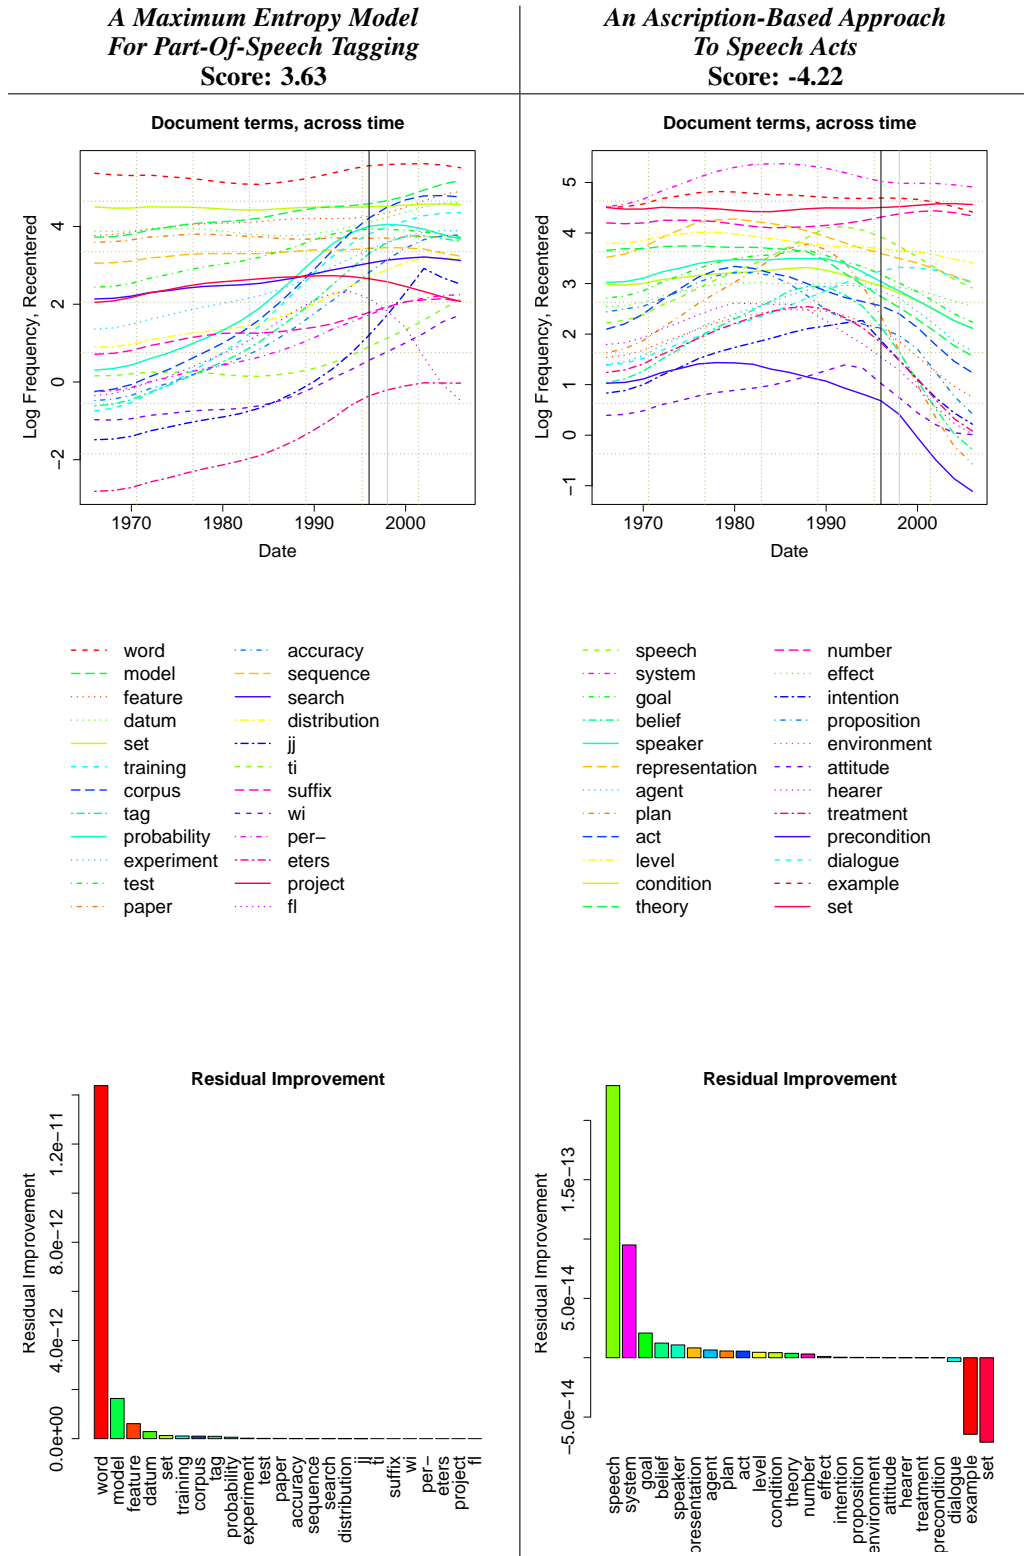 A Maximum Entropy Model
For Part-Of-Speech Tagging
Score: 3.63
Document terms, across time
Log Frequency, Recentered
4
2
0
−2
1970 1980 1990 2000
Date
word
model
feature
datum
set
training
corpus
tag
probability
experiment
test
paper
accuracy
sequence
search
distribution
jj
ti
suffix
wi
per−
eters
project
fl
Residual Improvement
Residual Improvement
1.2e−11
8.0e−12
4.0e−12
0.0e+00
word
model
feature
datum
set
training
corpus
tag
probability
experiment
test
paper
accuracy
sequence
search
distribution
jj
ti
suffix
wi
per−
eters
project
fl
An Ascription-Based Approach
To Speech Acts
Score: -4.22
Document terms, across time
Log Frequency, Recentered
5
4
3
2
1
0
−1
1970 1980 1990 2000
Date
speech
system
goal
belief
speaker
representation
agent
plan
act
level
condition
theory
number
effect
intention
proposition
environment
attitude
hearer
treatment
precondition
dialogue
example
set
Residual Improvement
Residual Improvement
1.5e−13
5.0e−14
−5.0e−14
speech
system
goal
belief
speaker
presentation
agent
plan
act
level
condition
theory
number
effect
intention
proposition
environment
attitude
hearer
treatment
precondition
dialogue
example
set